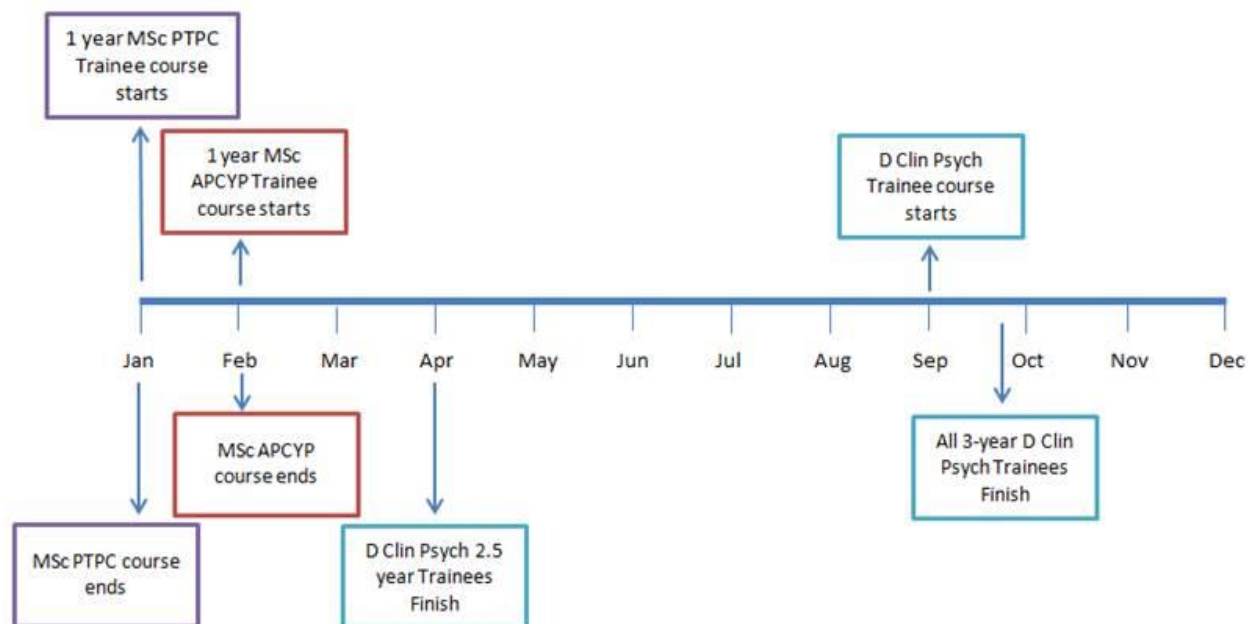 1 year MSc PTPC
Trainee course
starts
1 year MSc
APCYP Trainee
course starts
D Clin Psych
Trainee course
starts
Jan Feb Mar Apr May Jun Jul Aug Sep Oct Nov Dec
MSc APCYP
course ends
All 3-year D Clin
Psych Trainees
Finish
MSc PTPC course
ends
D Clin Psych 2.5
year Trainees
Finish